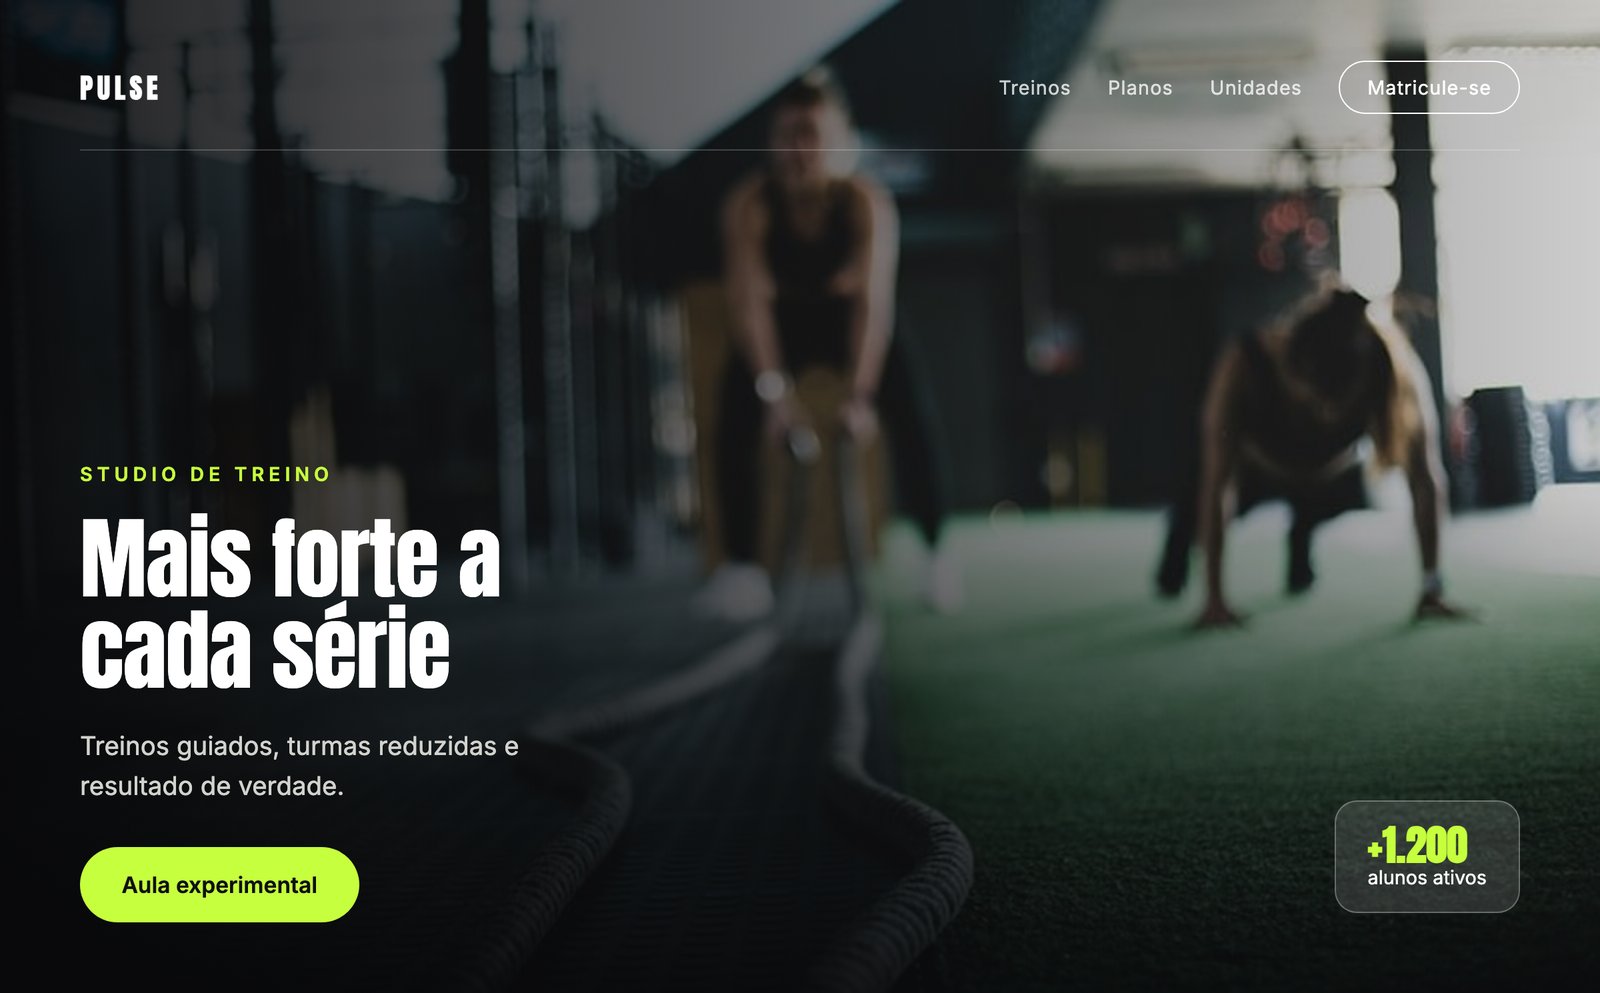 PULSE
Treinos
Planos
Unidades
Matricule-se
STUDIO DE TREINO
Mais forte a
cada série
Treinos guiados, turmas reduzidas e
resultado de verdade.
Aula experimental
+1.200
alunos ativos